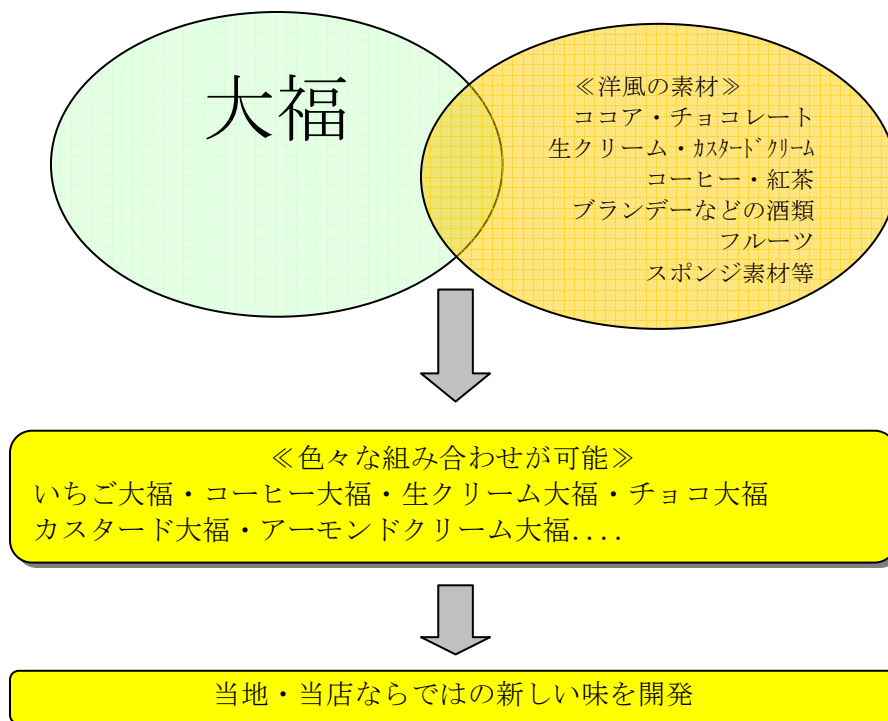 大福
≪洋風の素材≫
ココア・チョコレート
生クリーム・ｶｽﾀｰﾄﾞクリーム
コーヒー・紅茶
ブランデーなどの酒類
フルーツ
スポンジ素材等
≪色々な組み合わせが可能≫
いちご大福・コーヒー大福・生クリーム大福・チョコ大福
カスタード大福・アーモンドクリーム大福....
当地・当店ならではの新しい味を開発